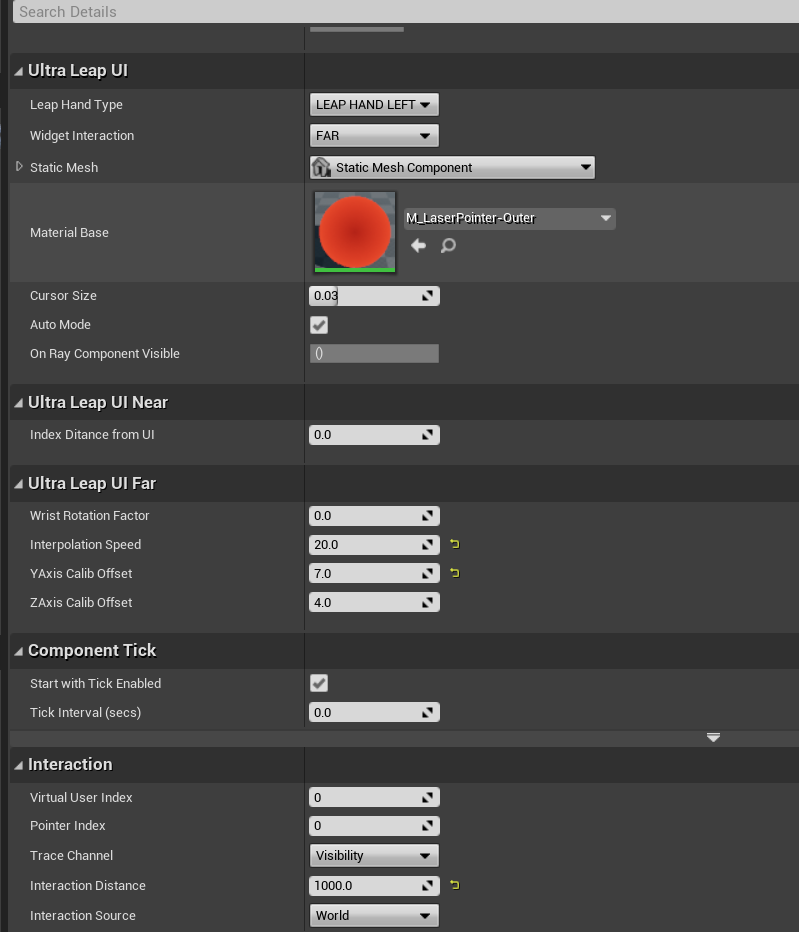 Search Details
Ultra Leap UI
Leap Hand Type LEAP HAND LEFT
Widget Interaction FAR
Static Mesh Static Mesh Component
Material Base M_LaserPointer-Outer
Cursor Size 0.03
Auto Mode
On Ray Component Visible ()
Ultra Leap UI Near
Index Ditance from UI 0.0
Ultra Leap UI Far
Wrist Rotation Factor 0.0
Interpolation Speed 20.0
YAxis Calib Offset 7.0
ZAxis Calib Offset 4.0
Component Tick
Start with Tick Enabled
Tick Interval (secs) 0.0
Interaction
Virtual User Index 0
Pointer Index 0
Trace Channel Visibility
Interaction Distance 1000.0
Interaction Source World